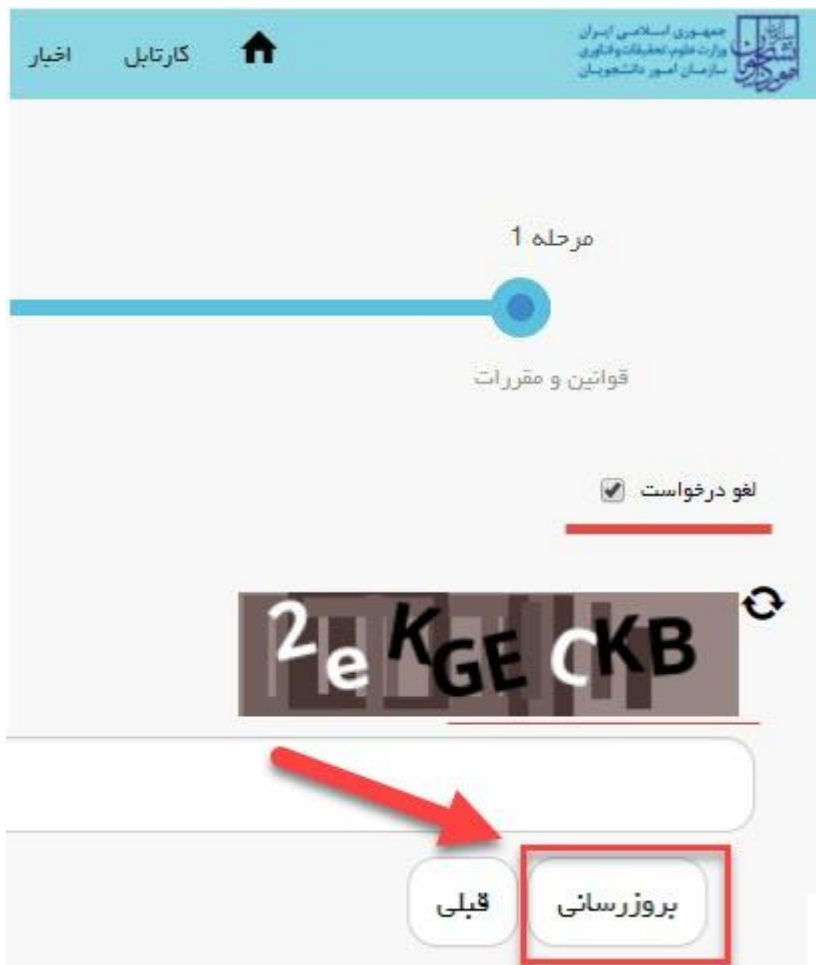 جمهوری اسلامی ایران
وزارت علوم، تحقیقات و فناوری
سازمان امور دانشجویان
کارتابل اخبار
مرحله 1
قوانین و مقررات
لغو درخواست
2eKGECKB
بروزرسانی قبلی